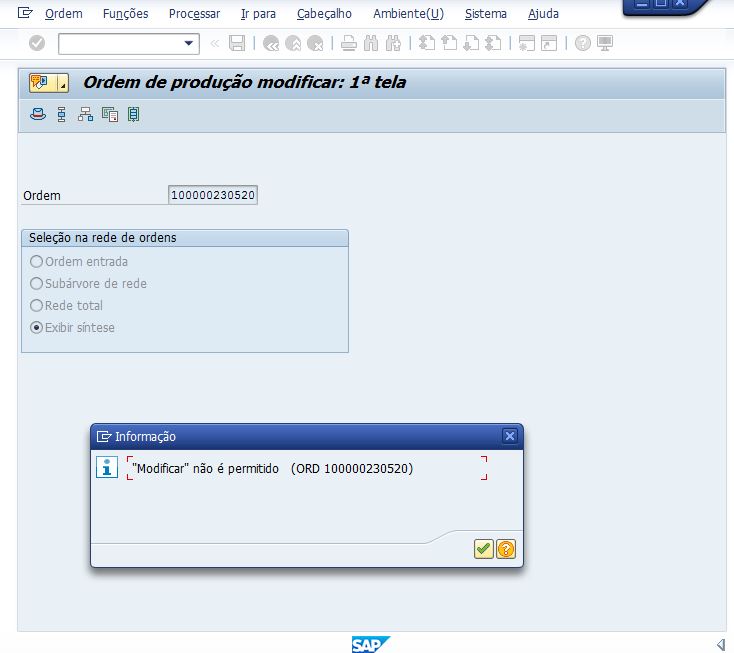 Ordem Funções Processar Ir para Cabeçalho Ambiente(U) Sistema Ajuda
Ordem de produção modificar: 1ª tela
Ordem 100000230520
Seleção na rede de ordens
Ordem entrada
Subárvore de rede
Rede total
Exibir síntese
Informação
"Modificar" não é permitido (ORD 100000230520)
SAP